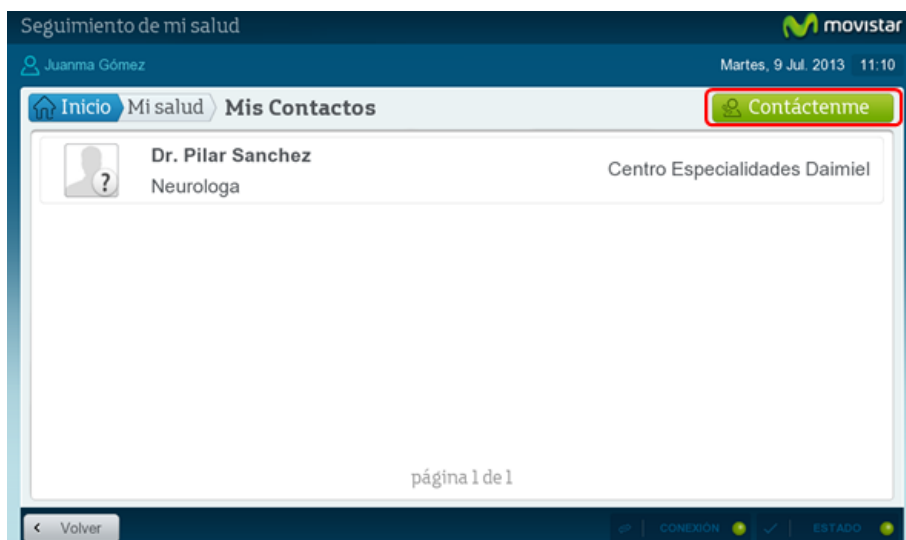 Seguimiento de mi salud
movistar
Juanma Gómez
Martes, 9 Jul. 2013 11:10
Inicio Mi salud Mis Contactos
Contáctenme
Dr. Pilar Sanchez
Neurologa
Centro Especialidades Daimiel
?
página 1 de 1
Volver
CONEXIÓN
ESTADO